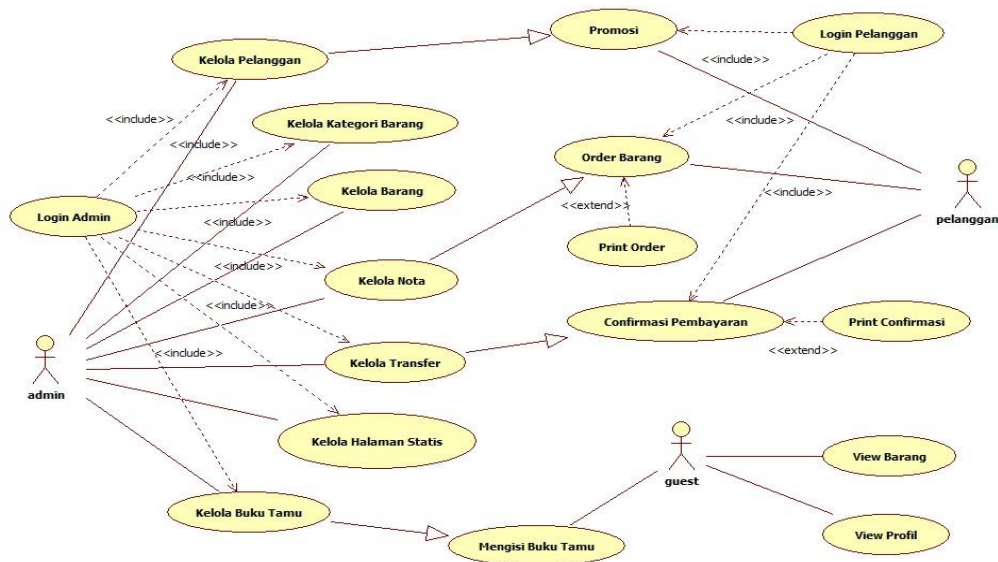 Promosi
Login Pelanggan
Kelola Pelanggan
<<include>>
<<include>>
Kelola Kategori Barang
<<include>>
<<include>>
Order Barang
<<include>>
Kelola Barang
<<include>>
<<include>>
pelanggan
Login Admin
<<include>>
<<extend>>
Print Order
<<include>>
Kelola Nota
<<include>>
Confirmasi Pembayaran
Print Confirmasi
<<include>>
Kelola Transfer
<<extend>>
admin
Kelola Halaman Statis
guest
View Barang
Kelola Buku Tamu
Mengisi Buku Tamu
View Profil